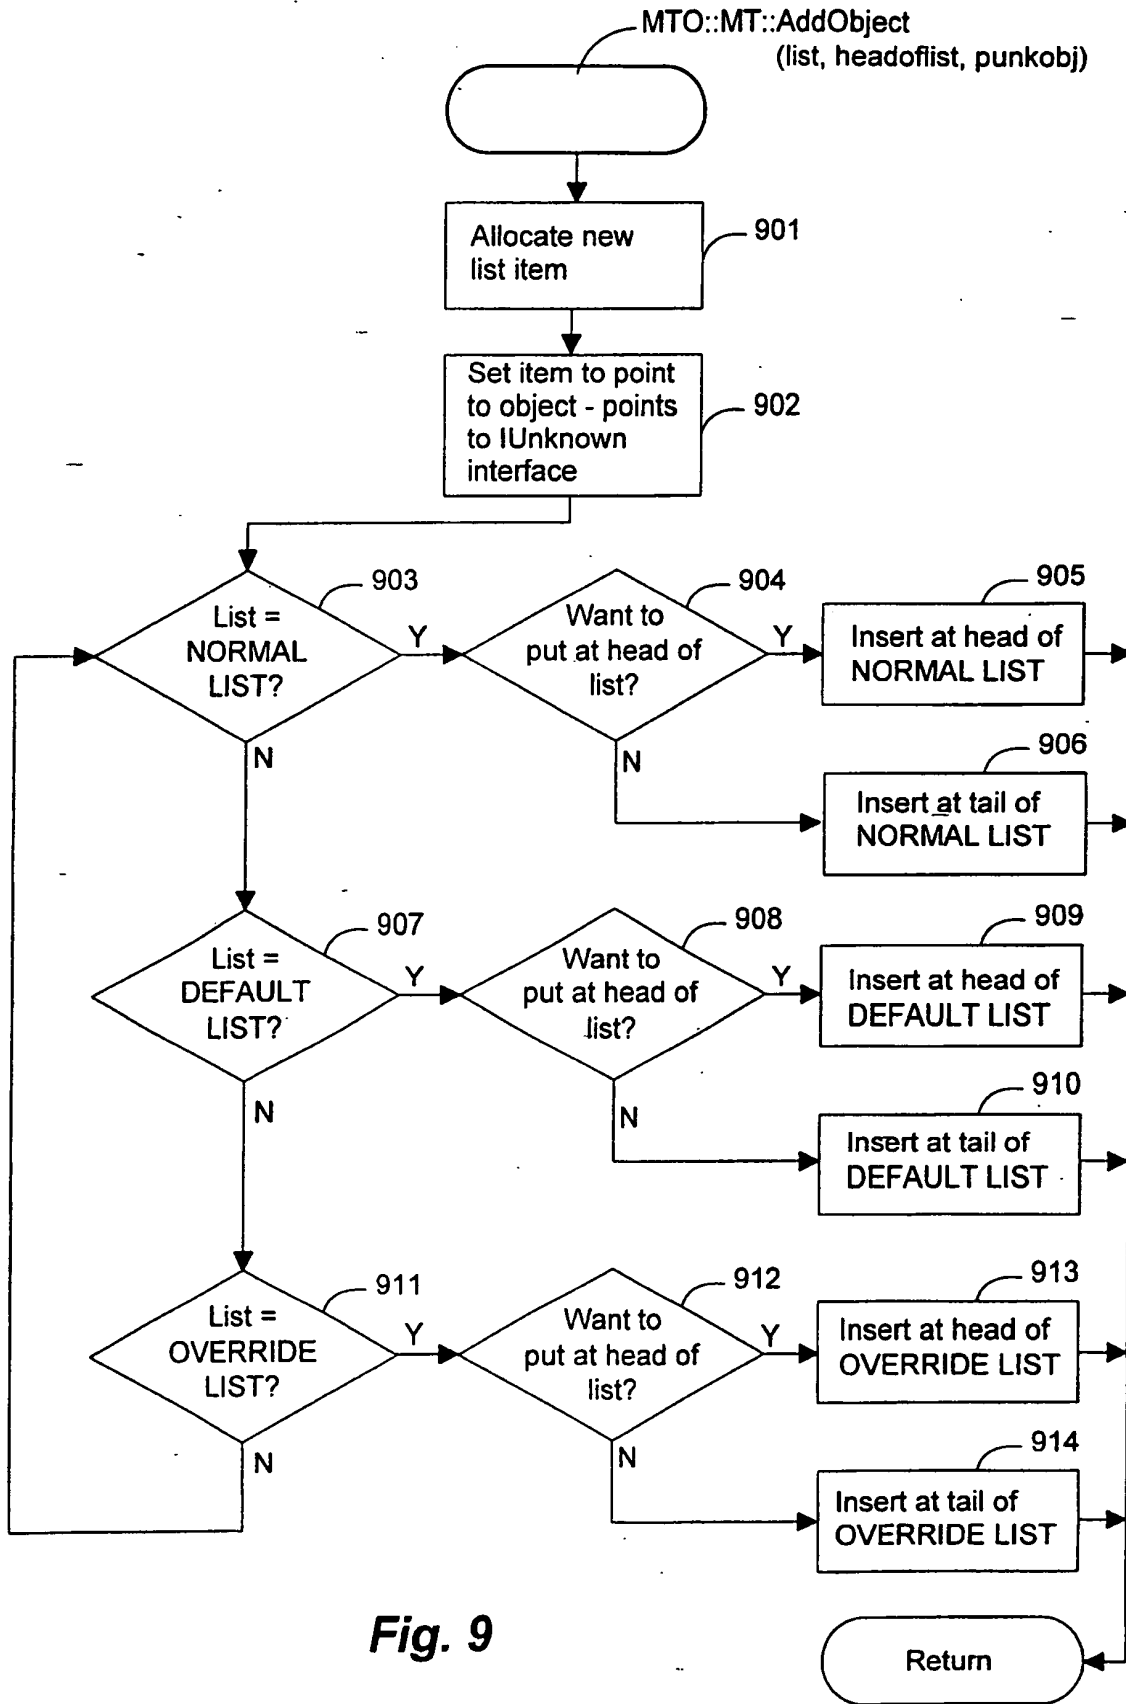 MTO::MT::AddObject
(list, headoflist, punkobj)
Allocate new
list item
901
Set item to point
to object - points
to IUnknown
interface
902
List =
NORMAL
LIST?
903
Y
N
Want to
put at head of
list?
904
Y
N
Insert at head of
NORMAL LIST
905
Insert at tail of
NORMAL LIST
906
List =
DEFAULT
LIST?
907
Y
N
Want to
put at head of
list?
908
Y
N
Insert at head of
DEFAULT LIST
909
Insert at tail of
DEFAULT LIST
910
List =
OVERRIDE
LIST?
911
Y
N
Want to
put at head of
list?
912
Y
N
Insert at head of
OVERRIDE LIST
913
Insert at tail of
OVERRIDE LIST
914
Return
Fig. 9